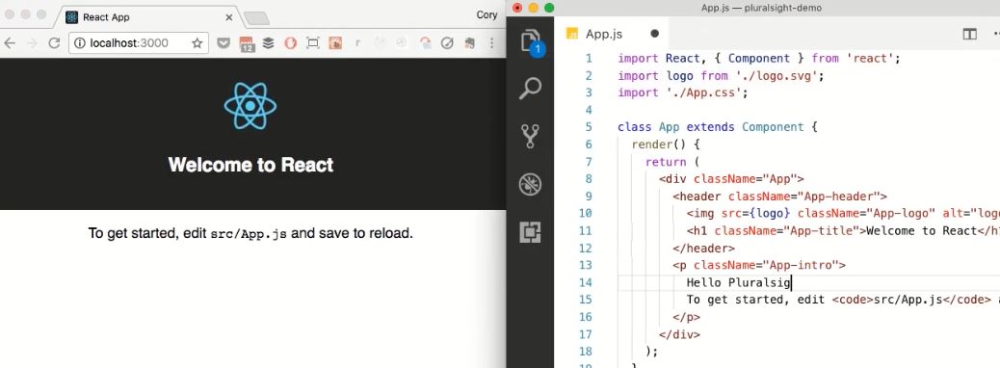 React App
Cory
localhost:3000
12
Welcome to React
To get started, edit src/App.js and save to reload.
App.js — pluralsight-demo
1
App.js
1 import React, { Component } from 'react';
2 import logo from './logo.svg';
3 import './App.css';
4
5 class App extends Component {
6 render() {
7 return (
8 <div className="App">
9 <header className="App-header">
10 <img src={logo} className="App-logo" alt="logo
11 <h1 className="App-title">Welcome to React</h1
12 </header>
13 <p className="App-intro">
14 Hello Pluralsig
15 To get started, edit <code>src/App.js</code> a
16 </p>
17 </div>
18 );
19 }